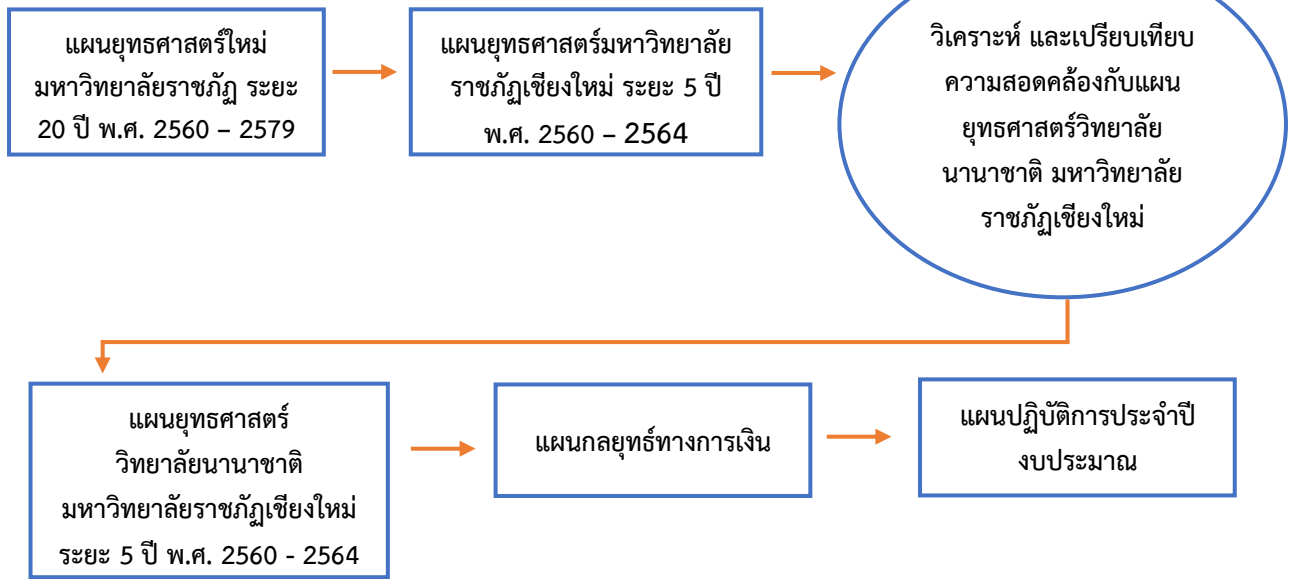 แผนยุทธศาสตร์ใหม่
มหาวิทยาลัยราชภัฏ ระยะ
20 ปี พ.ศ. 2560 – 2579
แผนยุทธศาสตร์มหาวิทยาลัย
ราชภัฏเชียงใหม่ ระยะ 5 ปี
พ.ศ. 2560 – 2564
วิเคราะห์ และเปรียบเทียบ
ความสอดคล้องกับแผน
ยุทธศาสตร์วิทยาลัย
นานาชาติ มหาวิทยาลัย
ราชภัฏเชียงใหม่
แผนยุทธศาสตร์
วิทยาลัยนานาชาติ
มหาวิทยาลัยราชภัฏเชียงใหม่
ระยะ 5 ปี พ.ศ. 2560 - 2564
แผนกลยุทธ์ทางการเงิน
แผนปฏิบัติการประจำปี
งบประมาณ